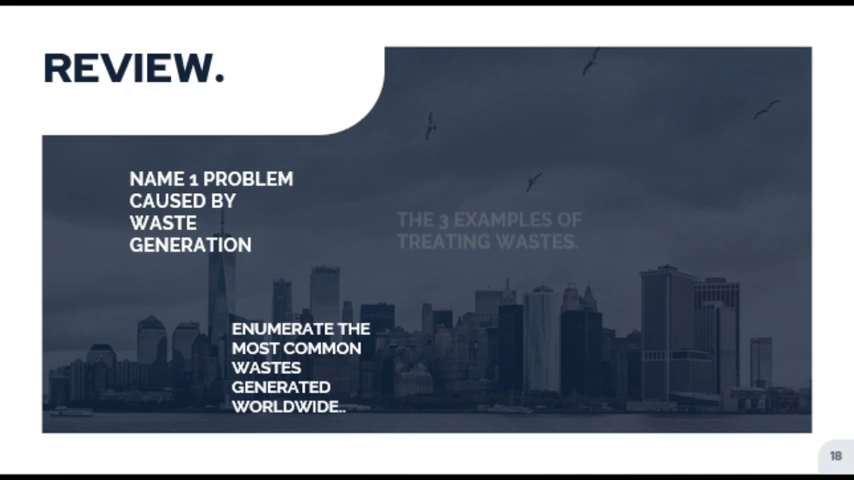 REVIEW.
NAME 1 PROBLEM
CAUSED BY
WASTE
GENERATION
THE 3 EXAMPLES OF
TREATING WASTES.
ENUMERATE THE
MOST COMMON
WASTES
GENERATED
WORLDWIDE..
18